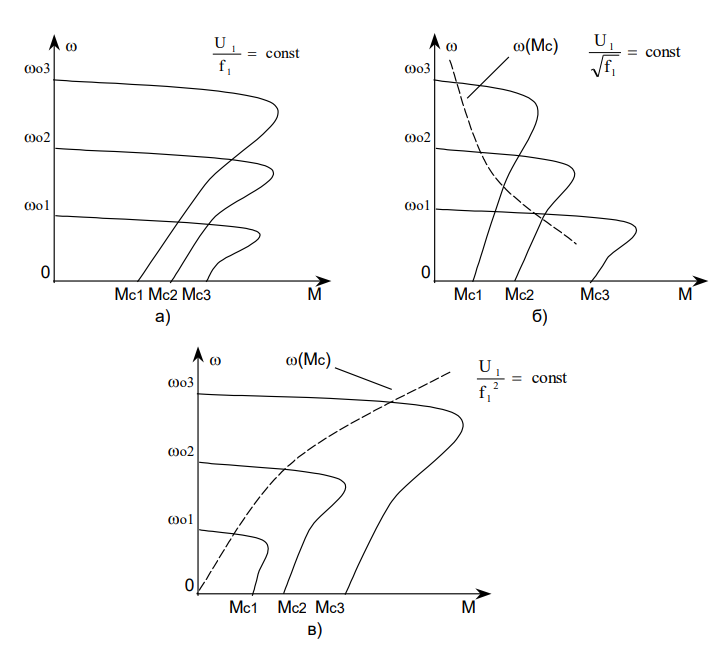 ω
U₁/f₁ = const
ωo3
ωo2
ωo1
0
Mc1 Mc2 Mc3 M
а)
ω
ω(Mc)
U₁/√f₁ = const
ωo3
ωo2
ωo1
0
Mc1 Mc2 Mc3 M
б)
ω
ω(Mc)
U₁/f₁² = const
ωo3
ωo2
ωo1
0
Mc1 Mc2 Mc3 M
в)